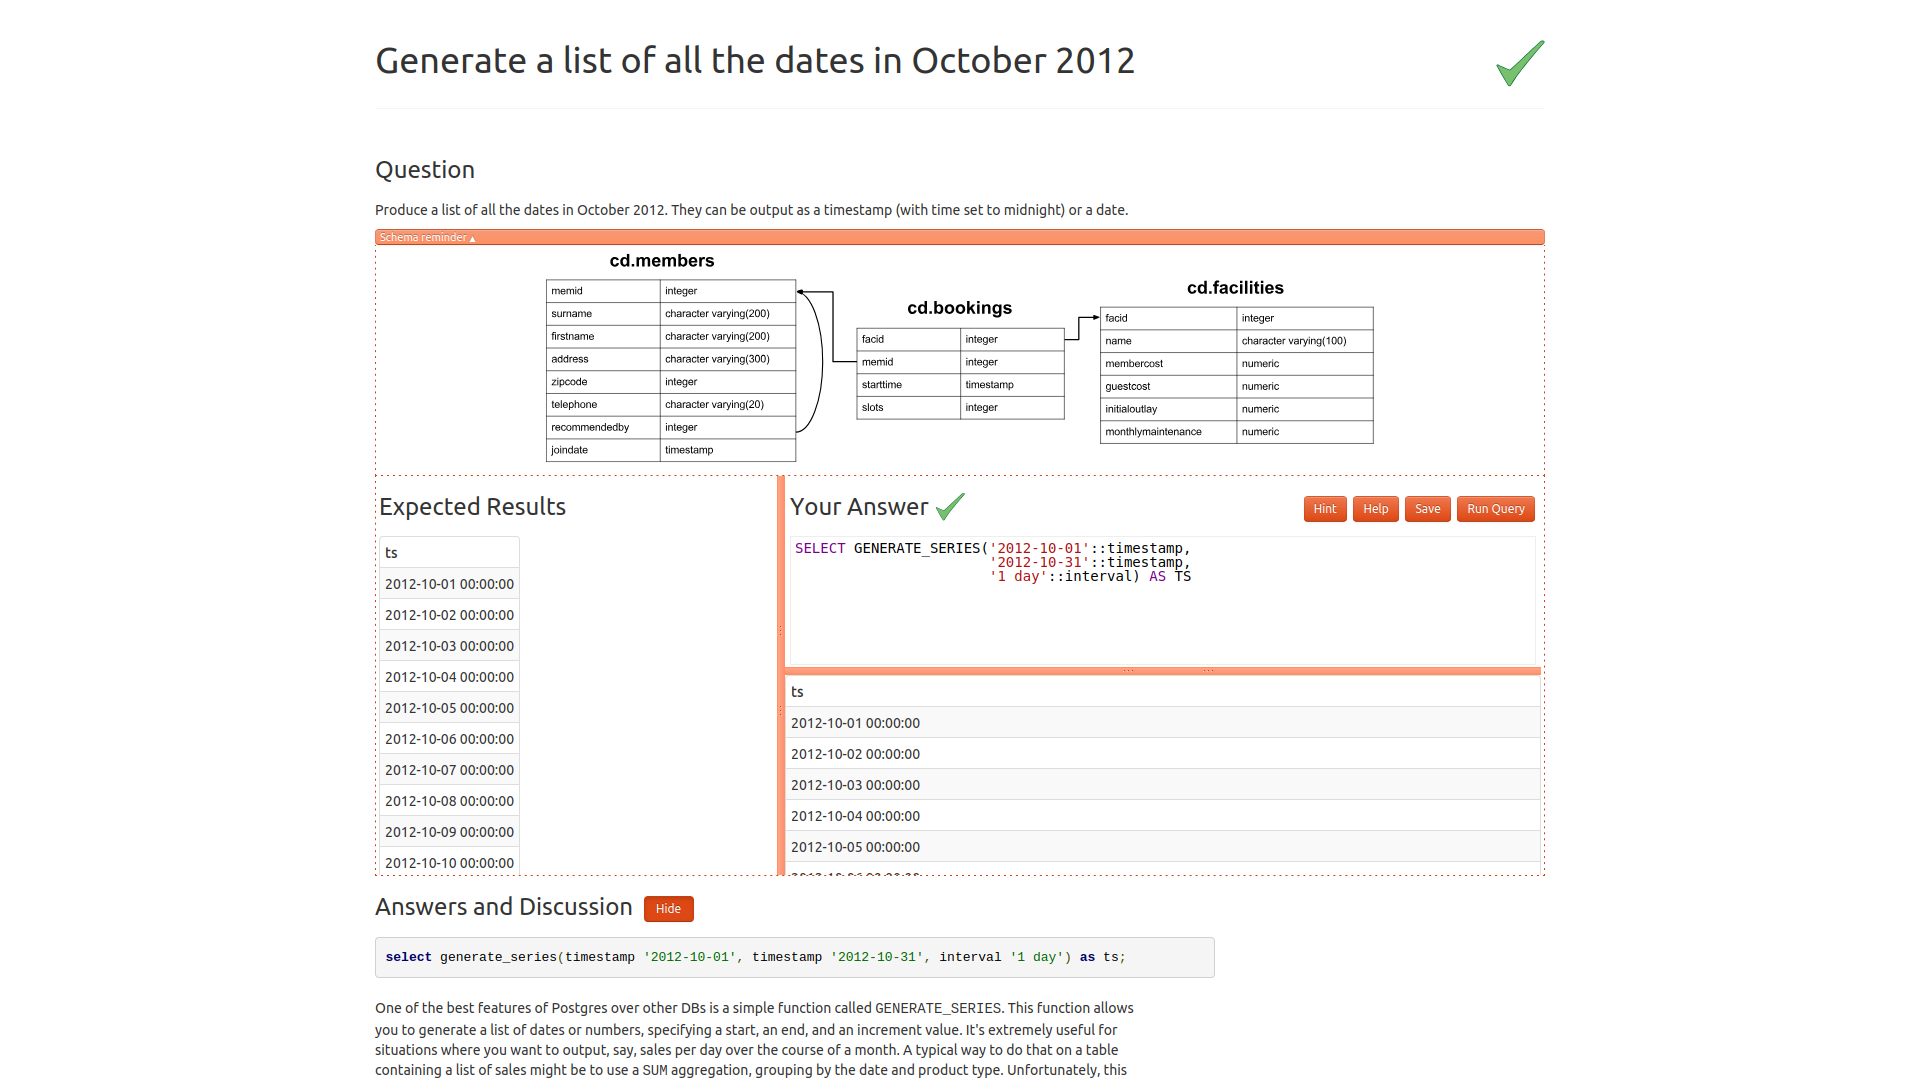 Generate a list of all the dates in October 2012
Question
Produce a list of all the dates in October 2012. They can be output as a timestamp (with time set to midnight) or a date.
Schema reminder ▴
cd.members
memid integer
surname character varying(200)
firstname character varying(200)
address character varying(300)
zipcode integer
telephone character varying(20)
recommendedby integer
joindate timestamp
cd.bookings
facid integer
memid integer
starttime timestamp
slots integer
cd.facilities
facid integer
name character varying(100)
membercost numeric
guestcost numeric
initialoutlay numeric
monthlymaintenance numeric
Expected Results
ts
2012-10-01 00:00:00
2012-10-02 00:00:00
2012-10-03 00:00:00
2012-10-04 00:00:00
2012-10-05 00:00:00
2012-10-06 00:00:00
2012-10-07 00:00:00
2012-10-08 00:00:00
2012-10-09 00:00:00
2012-10-10 00:00:00
Your Answer
Hint Help Save Run Query
SELECT GENERATE_SERIES('2012-10-01'::timestamp,
'2012-10-31'::timestamp,
'1 day'::interval) AS TS
ts
2012-10-01 00:00:00
2012-10-02 00:00:00
2012-10-03 00:00:00
2012-10-04 00:00:00
2012-10-05 00:00:00
Answers and Discussion Hide
select generate_series(timestamp '2012-10-01', timestamp '2012-10-31', interval '1 day') as ts;
One of the best features of Postgres over other DBs is a simple function called GENERATE_SERIES. This function allows
you to generate a list of dates or numbers, specifying a start, an end, and an increment value. It's extremely useful for
situations where you want to output, say, sales per day over the course of a month. A typical way to do that on a table
containing a list of sales might be to use a SUM aggregation, grouping by the date and product type. Unfortunately, this